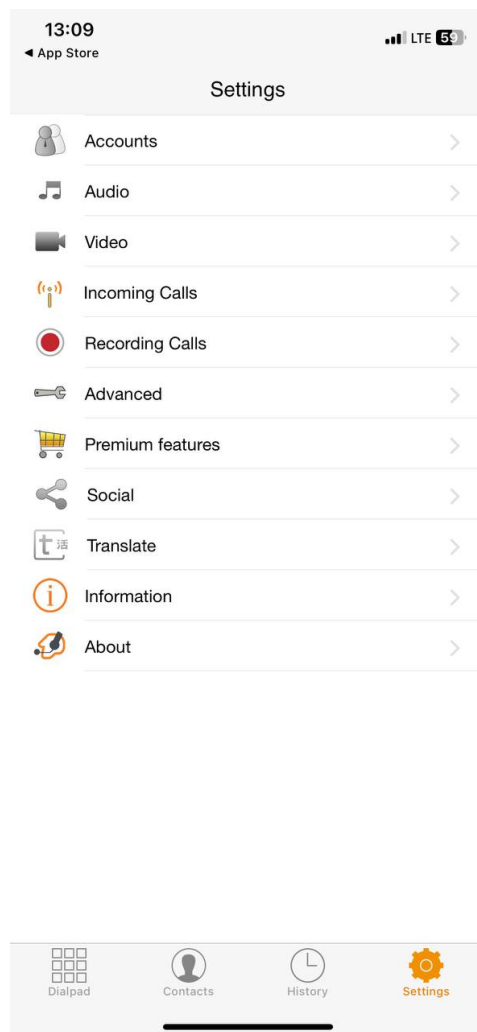 13:09
◀ App Store
LTE 59
Settings
Accounts
Audio
Video
Incoming Calls
Recording Calls
Advanced
Premium features
Social
t 活
Translate
i
Information
About
Dialpad
Contacts
History
Settings